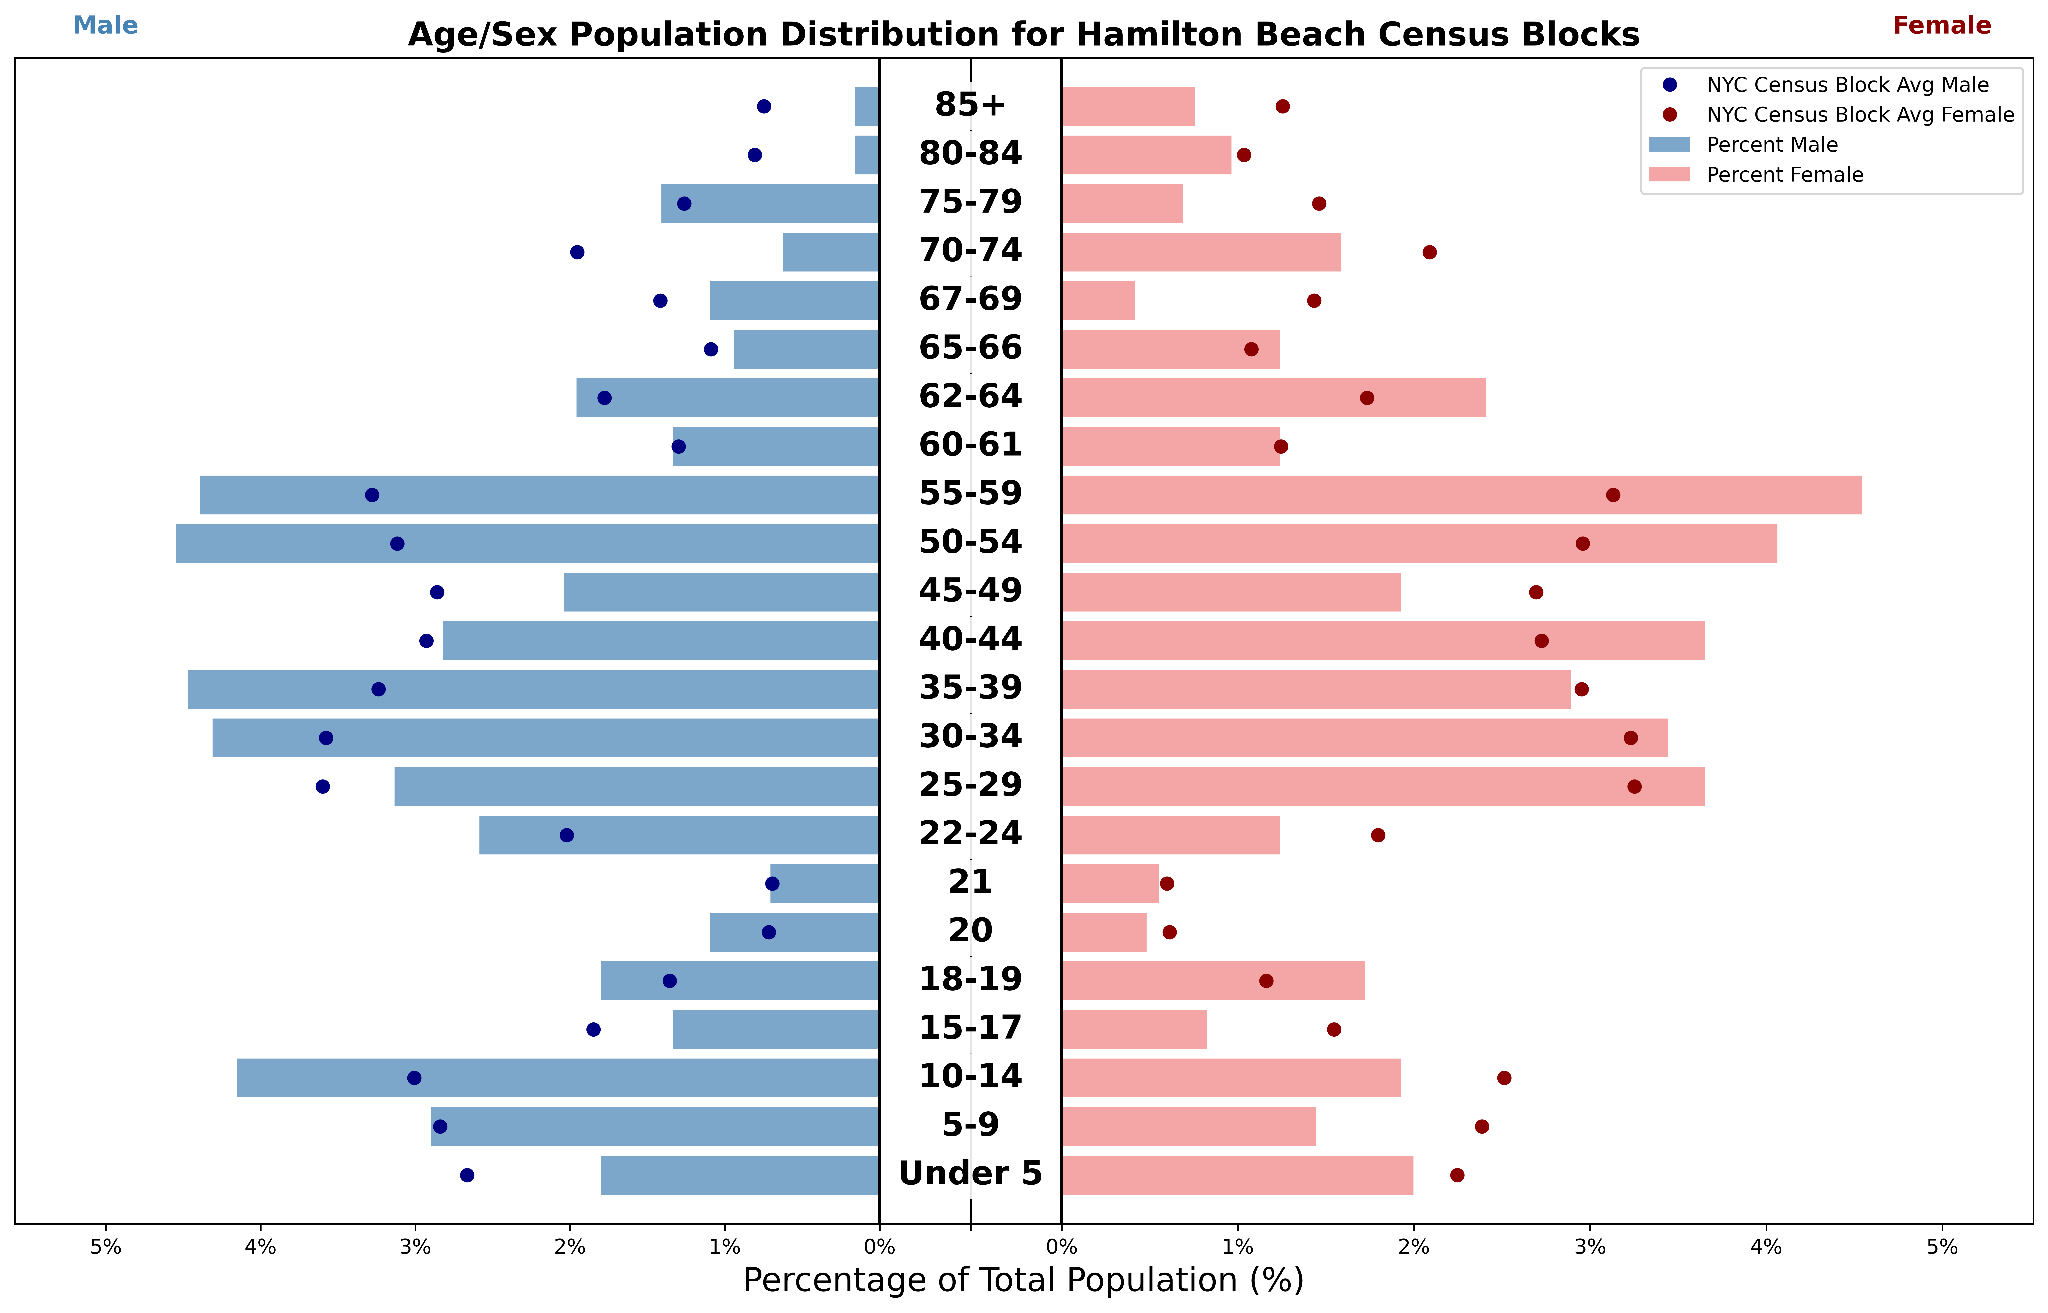 Male
Age/Sex Population Distribution for Hamilton Beach Census Blocks
Female
NYC Census Block Avg Male
NYC Census Block Avg Female
Percent Male
Percent Female
85+
80-84
75-79
70-74
67-69
65-66
62-64
60-61
55-59
50-54
45-49
40-44
35-39
30-34
25-29
22-24
21
20
18-19
15-17
10-14
5-9
Under 5
5% 4% 3% 2% 1% 0% 0% 1% 2% 3% 4% 5%
Percentage of Total Population (%)